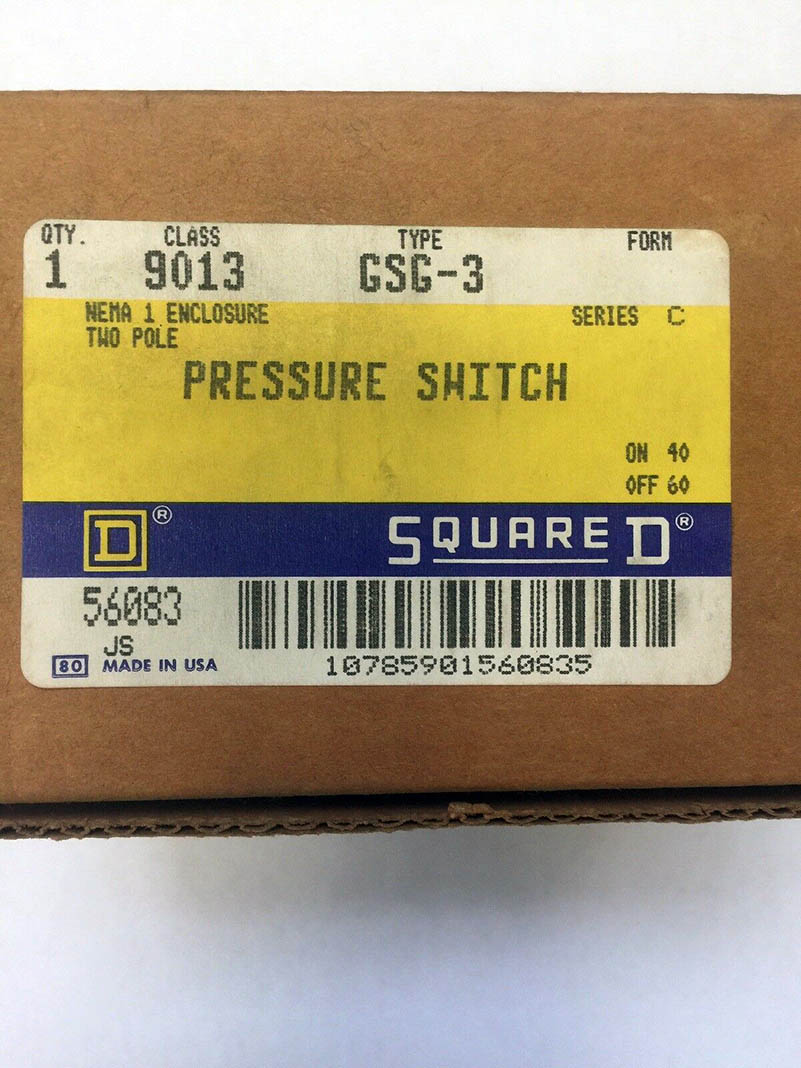 QTY. CLASS TYPE FORM
1 9013 GSG-3
NEMA 1 ENCLOSURE SERIES C
TWO POLE
PRESSURE SWITCH
ON 40
OFF 60
D® SQUARE D®
56083
JS
80 MADE IN USA
10785901560835